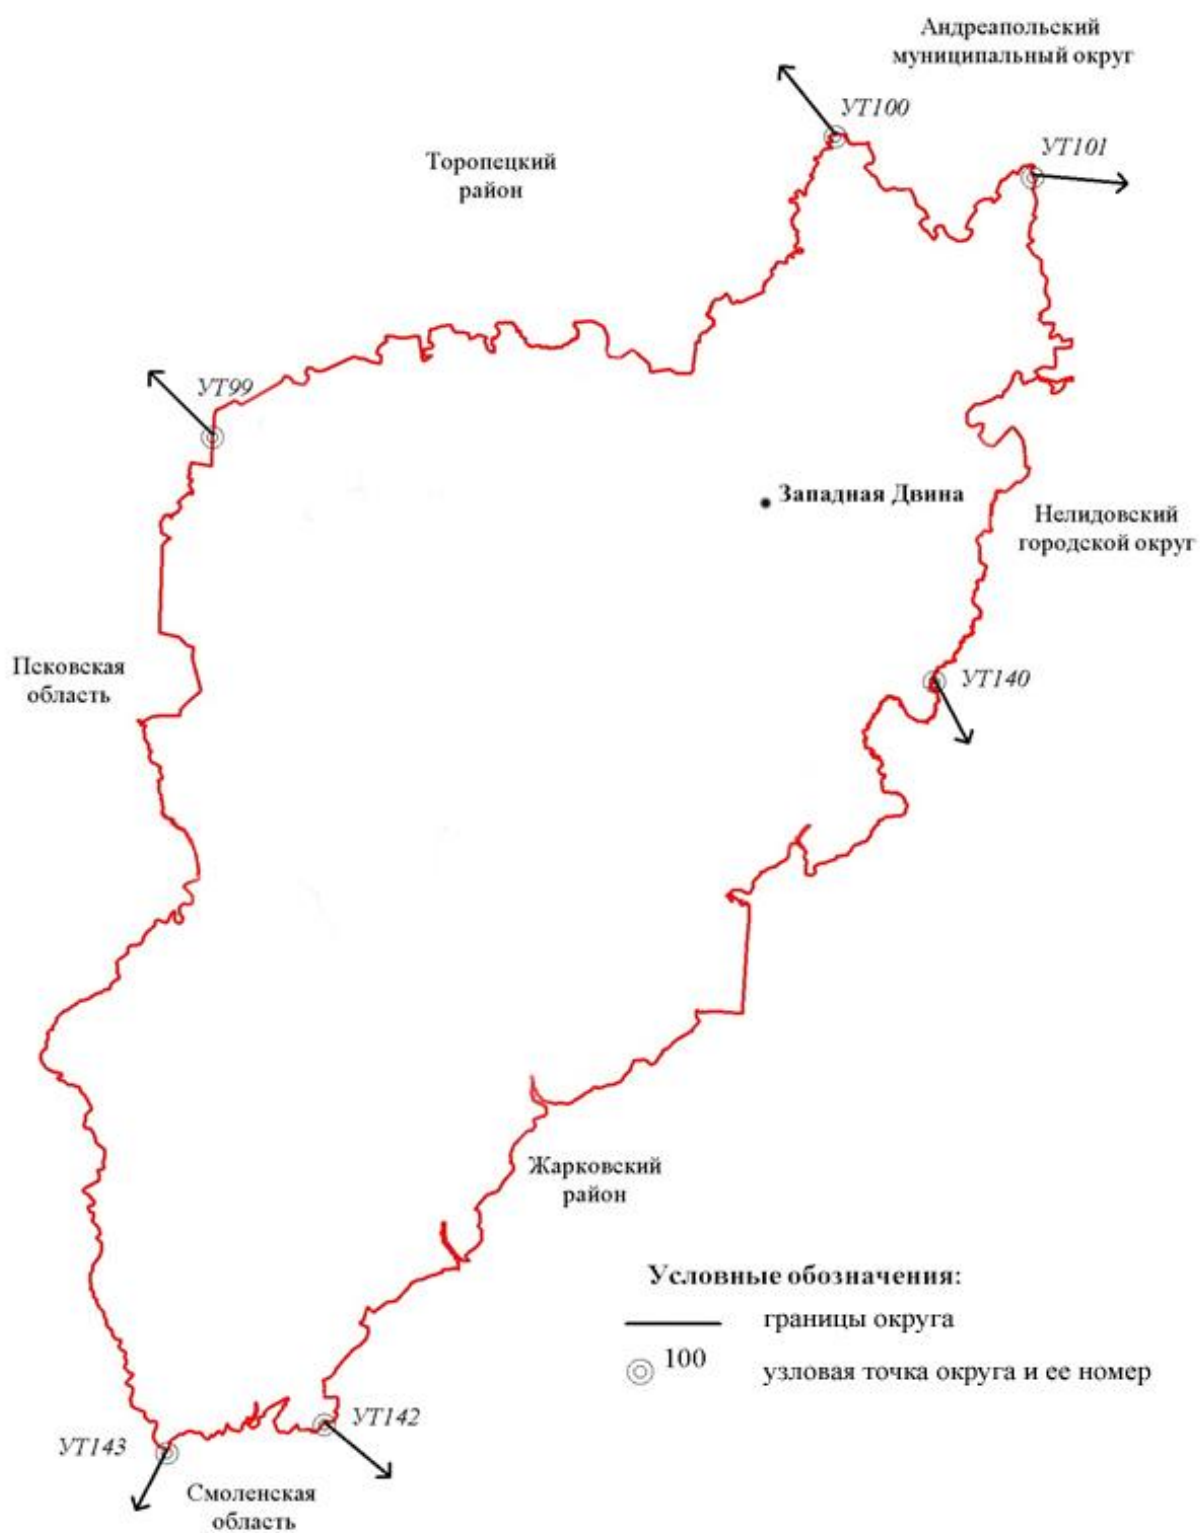 Андреапольский
муниципальный округ
УТ100
УТ101
Торопецкий
район
УТ99
Западная Двина
Нелидовский
городской округ
Псковская
область
УТ140
Жарковский
район
Условные обозначения:
границы округа
100 узловая точка округа и ее номер
УТ142
УТ143
Смоленская
область